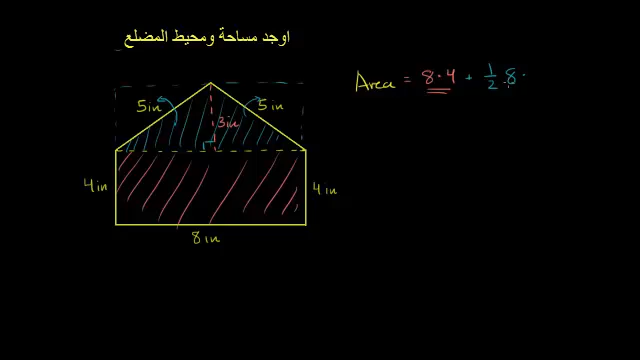 اوجد مساحة ومحيط المضلع
Area = 8 · 4 + 1/2 · 8 ·
5in 5in
3in
4in 4in
8in